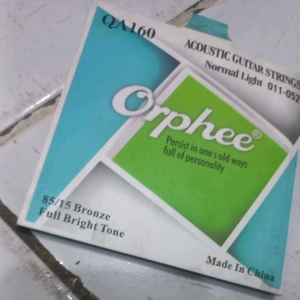 QA160
ACOUSTIC GUITAR STRINGS
Normal Light 011-052
Orphee®
Persist in one's old ways
full of personality
85/15 Bronze
Full Bright Tone
Made In China